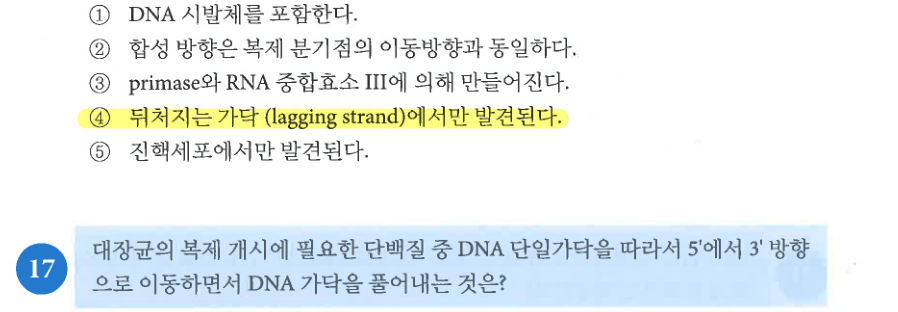 ① DNA 시발체를 포함한다.
② 합성 방향은 복제 분기점의 이동방향과 동일하다.
③ primase와 RNA 중합효소 III에 의해 만들어진다.
④ 뒤처지는 가닥 (lagging strand)에서만 발견된다.
⑤ 진핵세포에서만 발견된다.
17 대장균의 복제 개시에 필요한 단백질 중 DNA 단일가닥을 따라서 5'에서 3' 방향
으로 이동하면서 DNA 가닥을 풀어내는 것은?